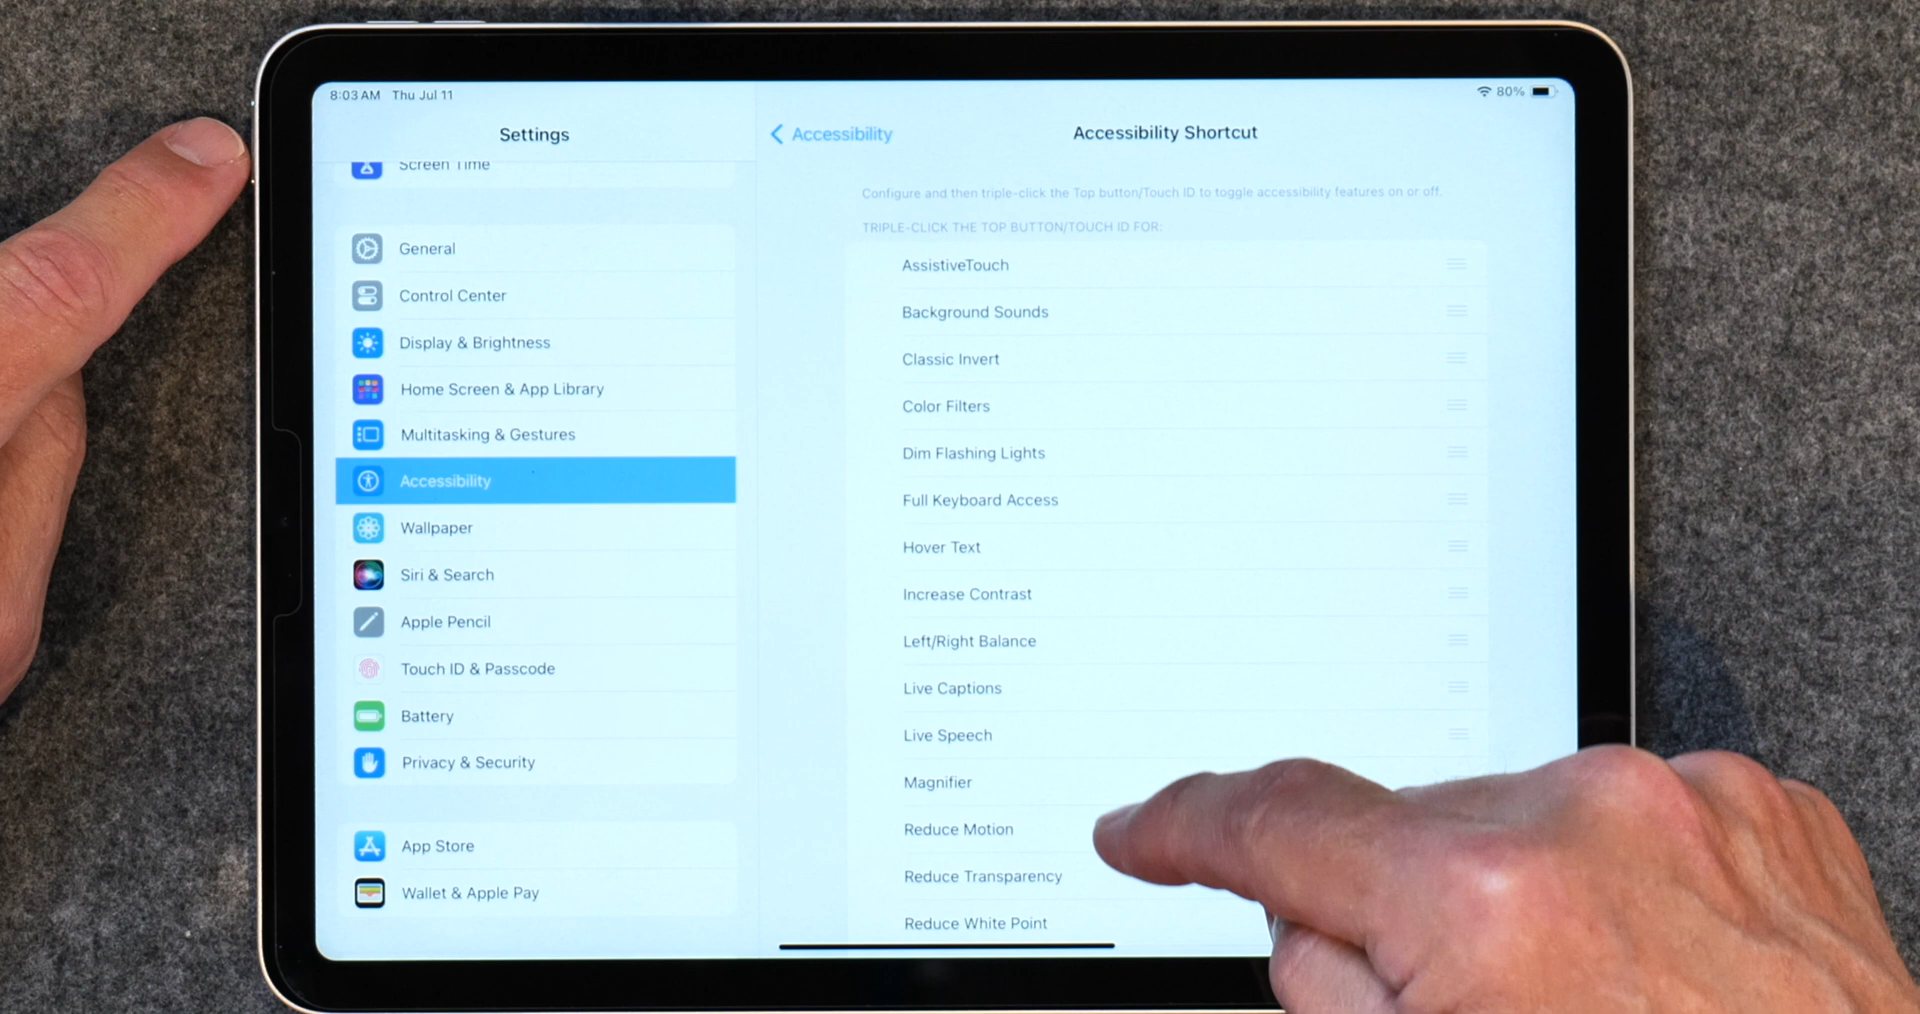 8:03 AM Thu Jul 11
80%
Settings
Screen Time
General
Control Center
Display & Brightness
Home Screen & App Library
Multitasking & Gestures
Accessibility
Wallpaper
Siri & Search
Apple Pencil
Touch ID & Passcode
Battery
Privacy & Security
App Store
Wallet & Apple Pay
Accessibility
Accessibility Shortcut
Configure and then triple-click the Top button/Touch ID to toggle accessibility features on or off.
TRIPLE-CLICK THE TOP BUTTON/TOUCH ID FOR:
AssistiveTouch
Background Sounds
Classic Invert
Color Filters
Dim Flashing Lights
Full Keyboard Access
Hover Text
Increase Contrast
Left/Right Balance
Live Captions
Live Speech
Magnifier
Reduce Motion
Reduce Transparency
Reduce White Point